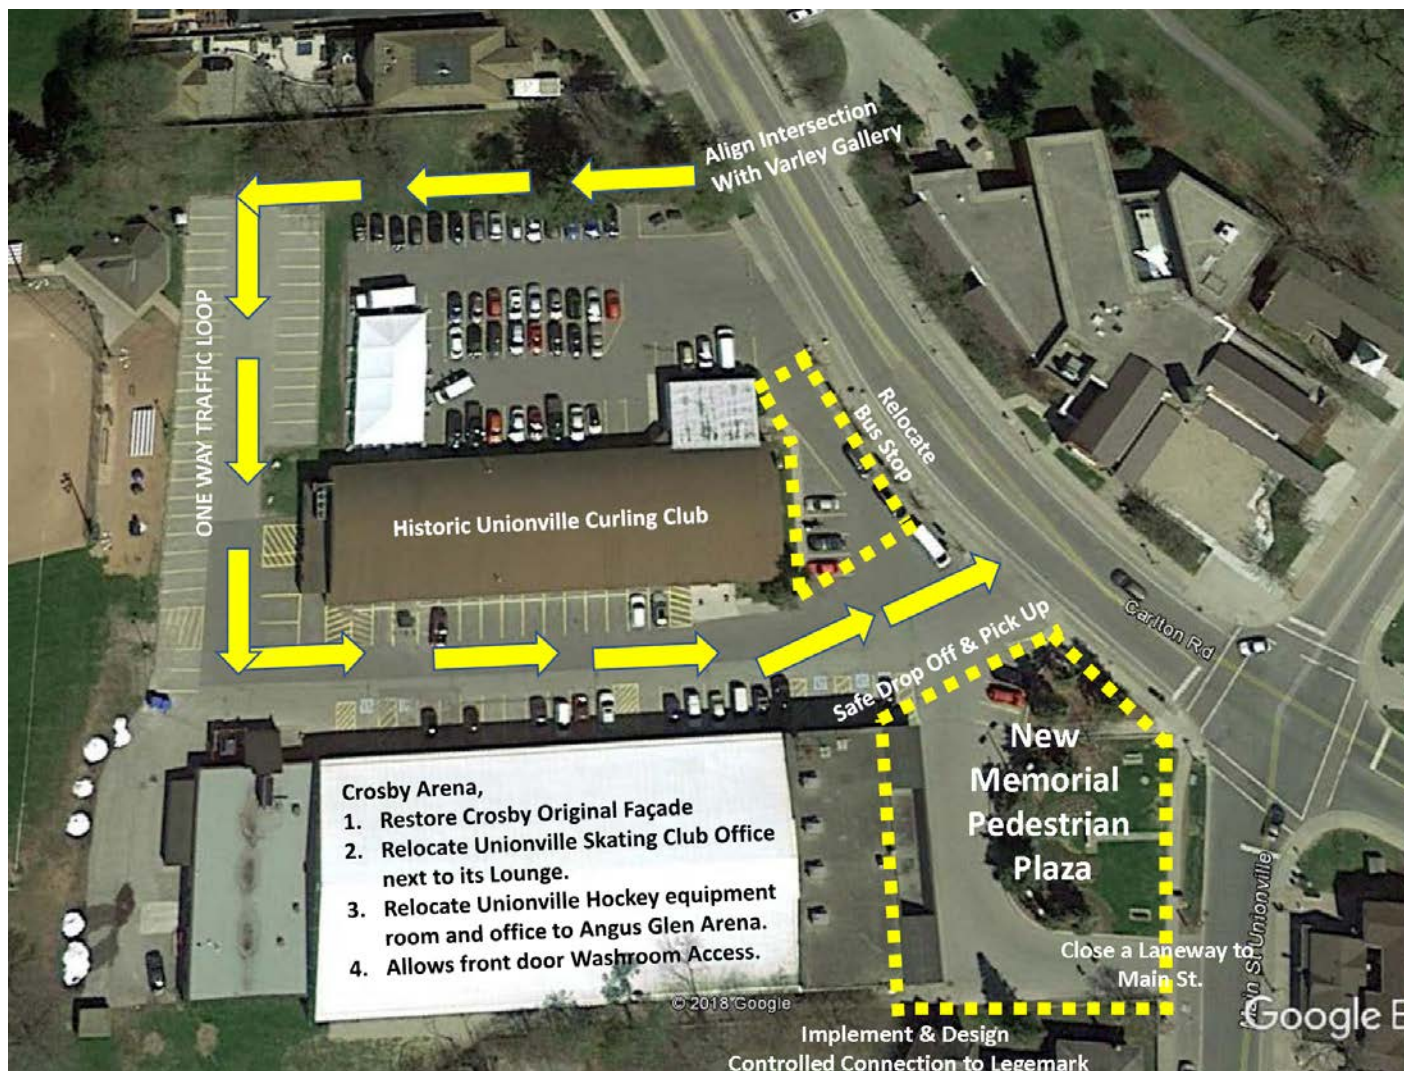 Align Intersection
With Varley Gallery
ONE WAY TRAFFIC LOOP
Relocate
Bus Stop
Historic Unionville Curling Club
Carlton Rd
Safe Drop Off & Pick Up
New
Memorial
Pedestrian
Plaza
Crosby Arena,
1. Restore Crosby Original Façade
2. Relocate Unionville Skating Club Office
next to its Lounge.
3. Relocate Unionville Hockey equipment
room and office to Angus Glen Arena.
4. Allows front door Washroom Access.
Close a Laneway to
Main St.
Main St Unionville
© 2018 Google
Google E
Implement & Design
Controlled Connection to Legemark